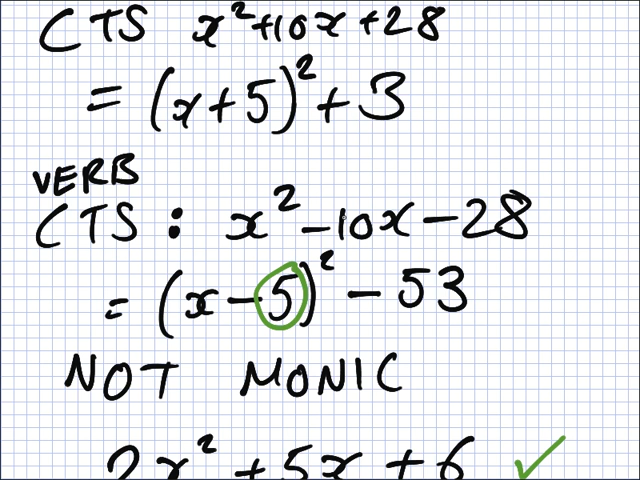 CTS x²+10x+28
= (x+5)²+3
VERB
CTS: x²-10x-28
= (x-5)²-53
NOT MONIC
2x²+5x+6